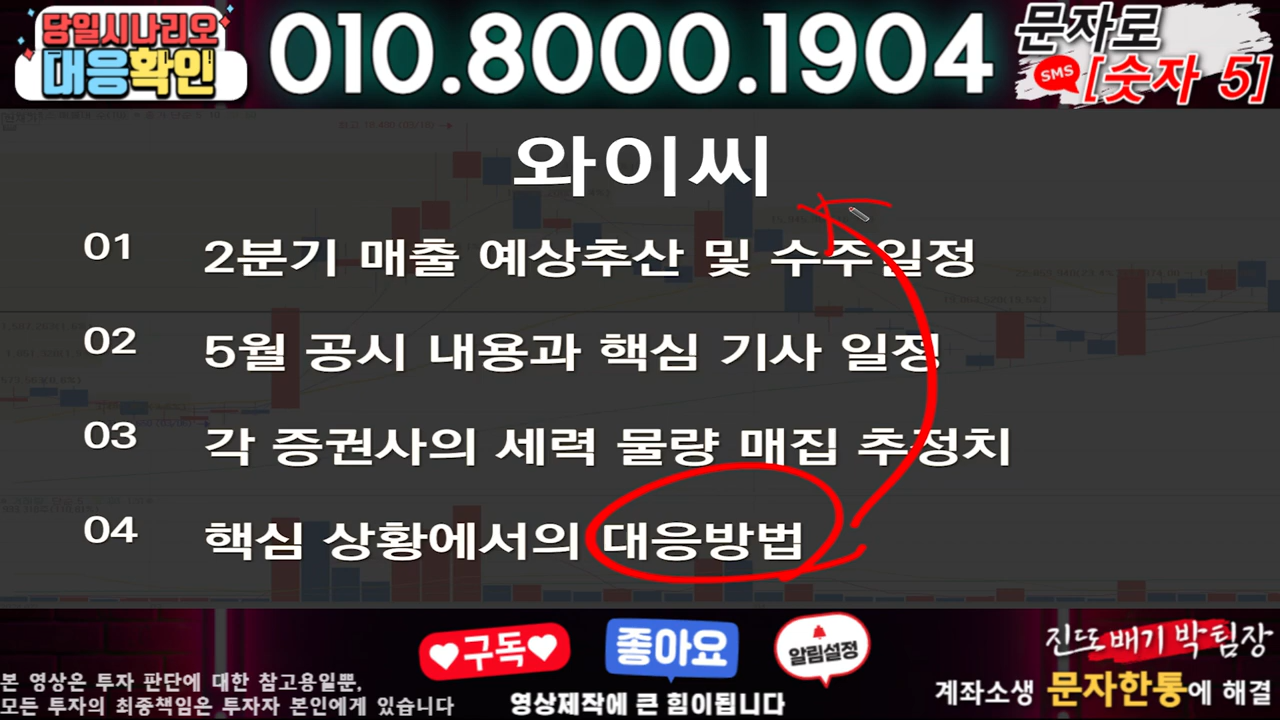 당일시나리오
대응확인
010.8000.1904
문자로
SMS
[숫자 5]
와이씨
01 2분기 매출 예상추산 및 수주일정
02 5월 공시 내용과 핵심 기사 일정
03 각 증권사의 세력 물량 매집 추정치
04 핵심 상황에서의 대응방법
구독
좋아요
알림설정
영상제작에 큰 힘이됩니다
본 영상은 투자 판단에 대한 참고용일뿐,
모든 투자의 최종책임은 투자자 본인에게 있습니다
진또배기 박팀장
계좌소생 문자한통에 해결